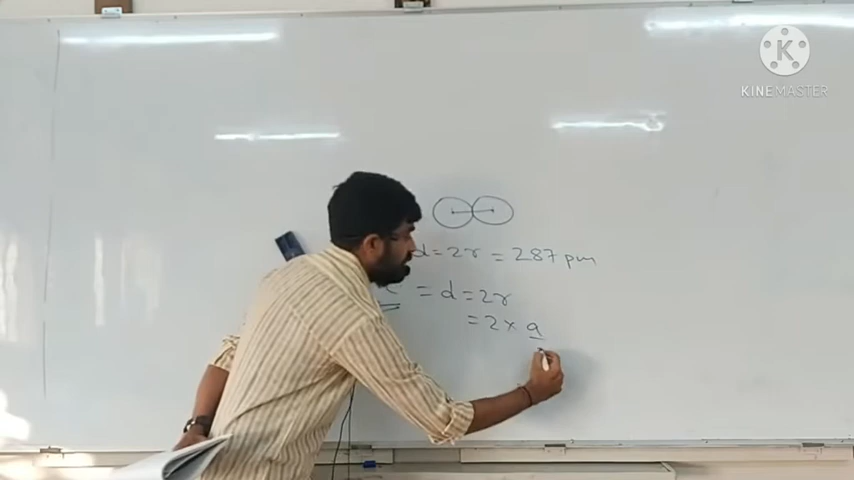 K
KINEMASTER
d = 2r = 287 pm
= d = 2r
= 2 × a